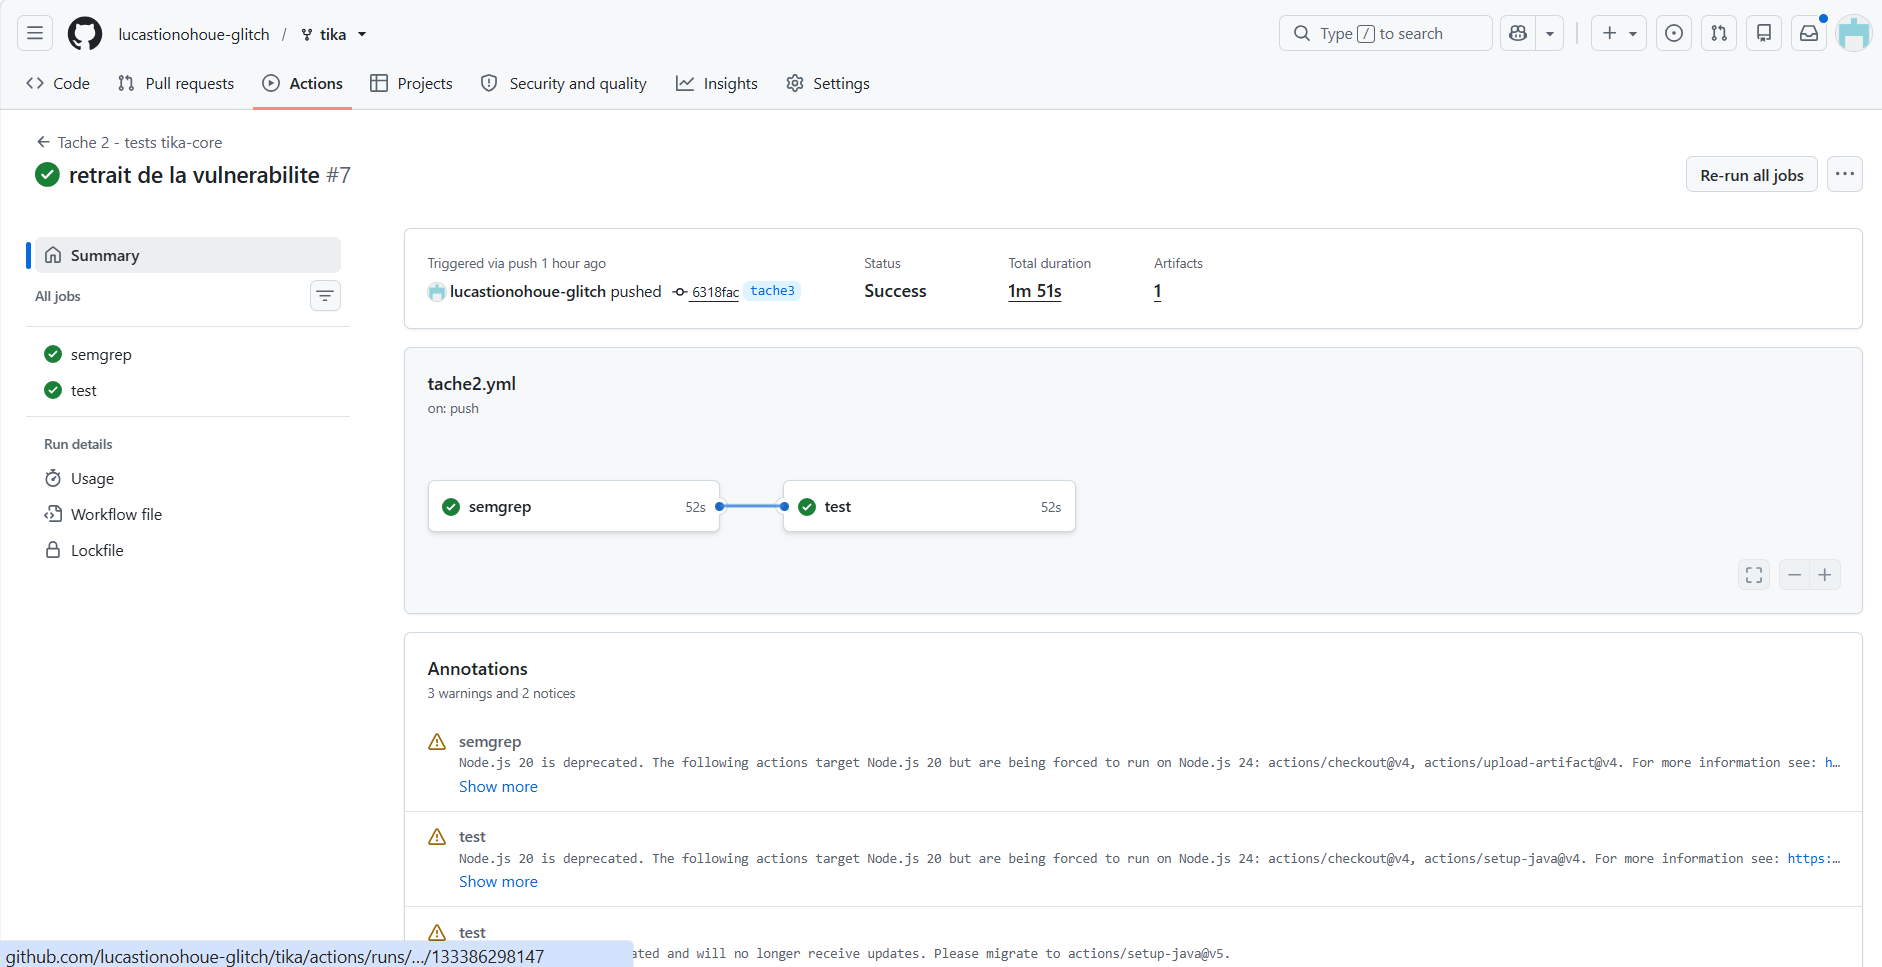 lucastionohoue-glitch / tika
Type / to search
Code Pull requests Actions Projects Security and quality Insights Settings
Tache 2 - tests tika-core
retrait de la vulnerabilite #7
Re-run all jobs
Summary
All jobs
semgrep
test
Run details
Usage
Workflow file
Lockfile
Triggered via push 1 hour ago
lucastionohoue-glitch pushed 6318fac tache3
Status
Success
Total duration
1m 51s
Artifacts
1
tache2.yml
on: push
semgrep 52s
test 52s
Annotations
3 warnings and 2 notices
semgrep
Node.js 20 is deprecated. The following actions target Node.js 20 but are being forced to run on Node.js 24: actions/checkout@v4, actions/upload-artifact@v4. For more information see: h…
Show more
test
Node.js 20 is deprecated. The following actions target Node.js 20 but are being forced to run on Node.js 24: actions/checkout@v4, actions/setup-java@v4. For more information see: https:…
Show more
test
and will no longer receive updates. Please migrate to actions/setup-java@v5.
github.com/lucastionohoue-glitch/tika/actions/runs/.../133386298147